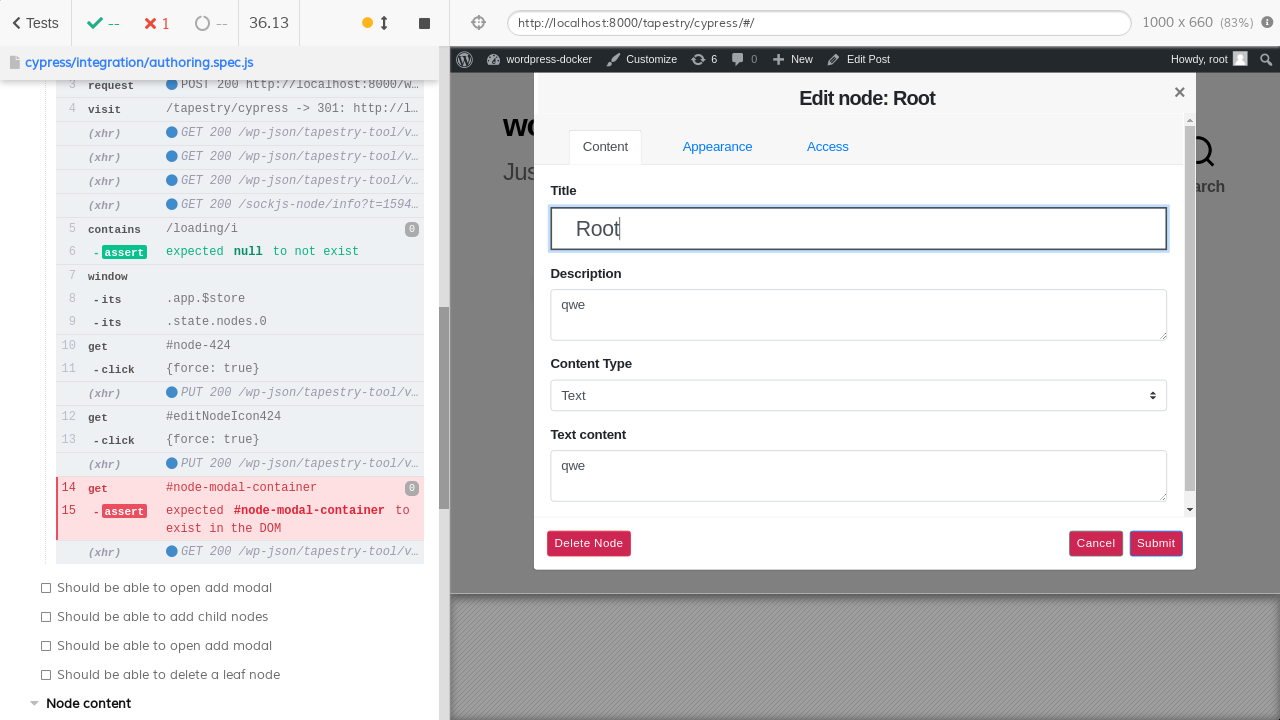 Tests
--
1
--
36.13
http://localhost:8000/tapestry/cypress/#/
1000 x 660 (83%)
cypress/integration/authoring.spec.js
3 request POST 200 http://localhost:8000/w…
4 visit /tapestry/cypress -> 301: http://l…
(xhr) GET 200 /wp-json/tapestry-tool/v…
(xhr) GET 200 /wp-json/tapestry-tool/v…
(xhr) GET 200 /wp-json/tapestry-tool/v…
(xhr) GET 200 /sockjs-node/info?t=1594…
5 contains /loading/i 0
6 - assert expected null to not exist
7 window
8 - its .app.$store
9 - its .state.nodes.0
10 get #node-424
11 - click {force: true}
(xhr) PUT 200 /wp-json/tapestry-tool/v…
12 get #editNodeIcon424
13 - click {force: true}
(xhr) PUT 200 /wp-json/tapestry-tool/v…
14 get #node-modal-container 0
15 - assert expected #node-modal-container to
exist in the DOM
(xhr) GET 200 /wp-json/tapestry-tool/v…
Should be able to open add modal
Should be able to add child nodes
Should be able to open add modal
Should be able to delete a leaf node
Node content
wordpress-docker Customize 6 0 New Edit Post Howdy, root
Edit node: Root ×
Content Appearance Access
Title
Root
Description
qwe
Content Type
Text
Text content
qwe
Delete Node Cancel Submit